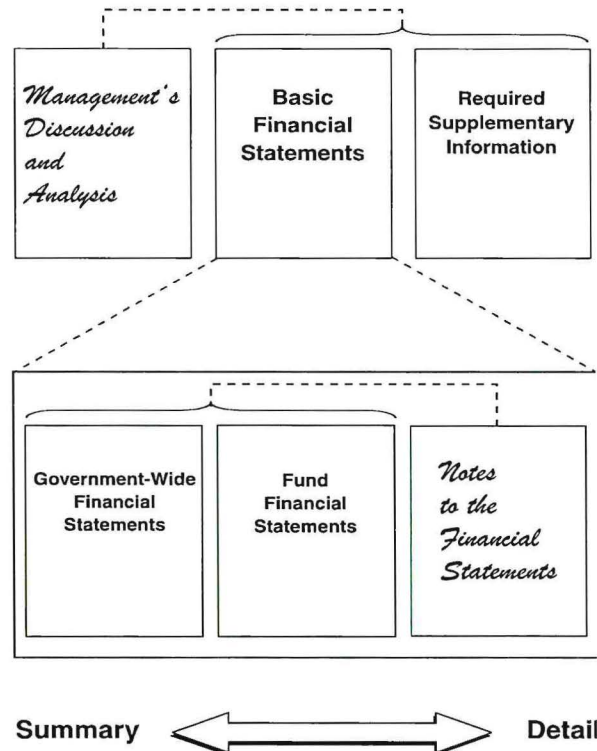 Management's
Discussion
and
Analysis
Basic
Financial
Statements
Required
Supplementary
Information
Government-Wide
Financial
Statements
Fund
Financial
Statements
Notes
to the
Financial
Statements
Summary
Detail